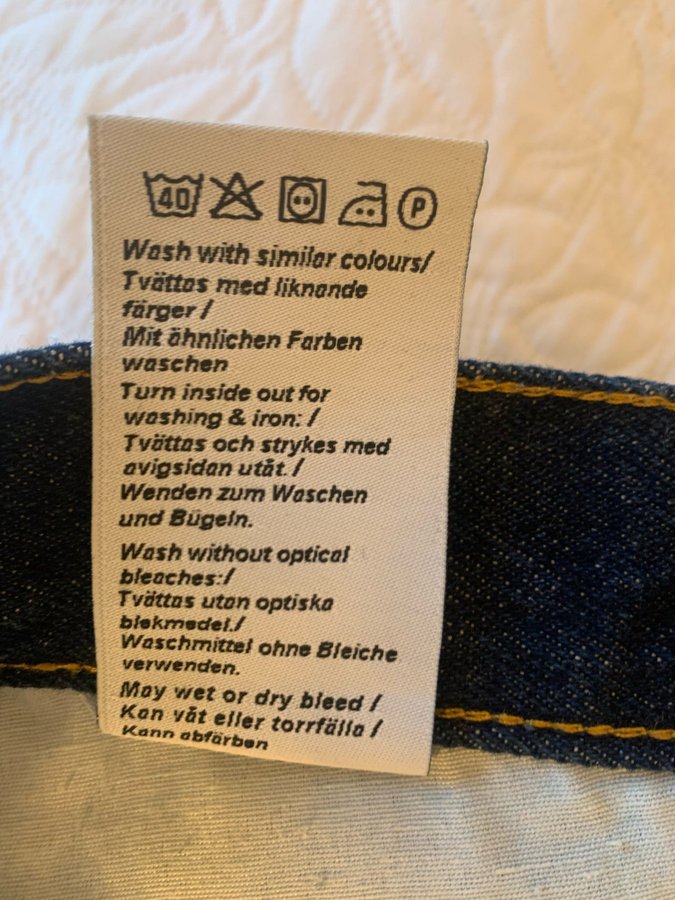 40 P
Wash with similar colours/
Tvättas med liknande
färger /
Mit ähnlichen Farben
waschen
Turn inside out for
washing & iron: /
Tvättas och strykes med
avigsidan utåt. /
Wenden zum Waschen
und Bügeln.
Wash without optical
bleaches:/
Tvättas utan optiska
blekmedel./
Waschmittel ohne Bleiche
verwenden.
May wet or dry bleed /
Kan våt eller torrfälla /
Kann abfärben